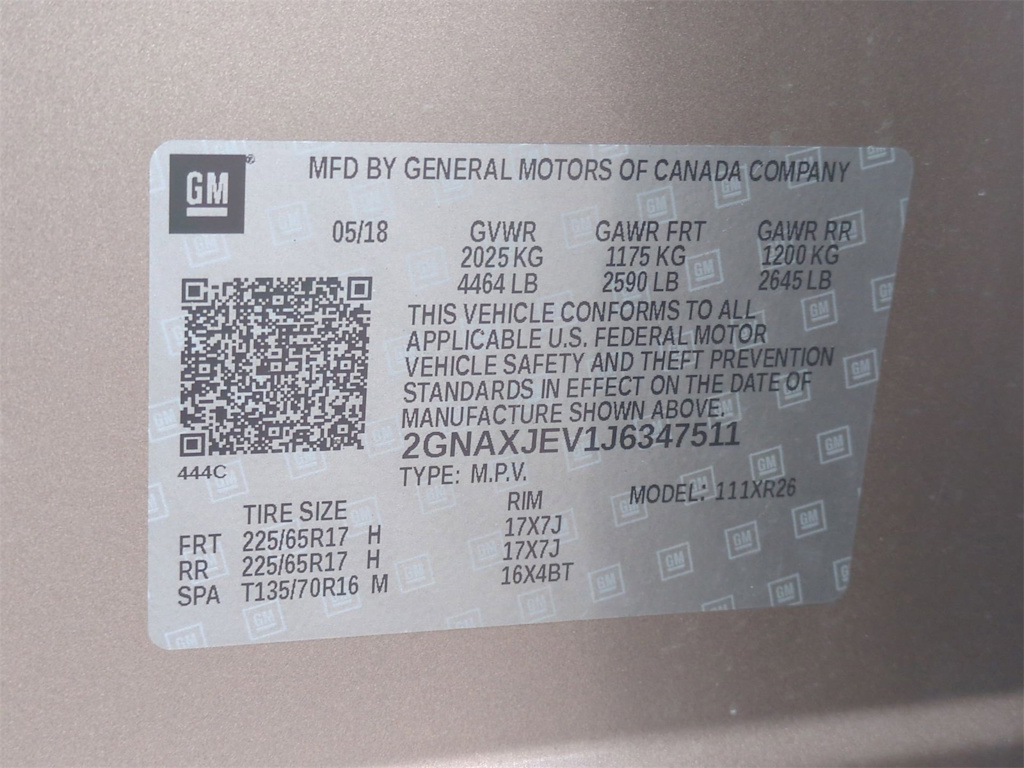 GM
MFD BY GENERAL MOTORS OF CANADA COMPANY
05/18 GVWR GAWR FRT GAWR RR
2025 KG 1175 KG 1200 KG
4464 LB 2590 LB 2645 LB
THIS VEHICLE CONFORMS TO ALL
APPLICABLE U.S. FEDERAL MOTOR
VEHICLE SAFETY AND THEFT PREVENTION
STANDARDS IN EFFECT ON THE DATE OF
MANUFACTURE SHOWN ABOVE.
2GNAXJEV1J6347511
444C
TYPE: M.P.V. MODEL: 111XR26
TIRE SIZE RIM
FRT 225/65R17 H 17X7J
RR 225/65R17 H 17X7J
SPA T135/70R16 M 16X4BT